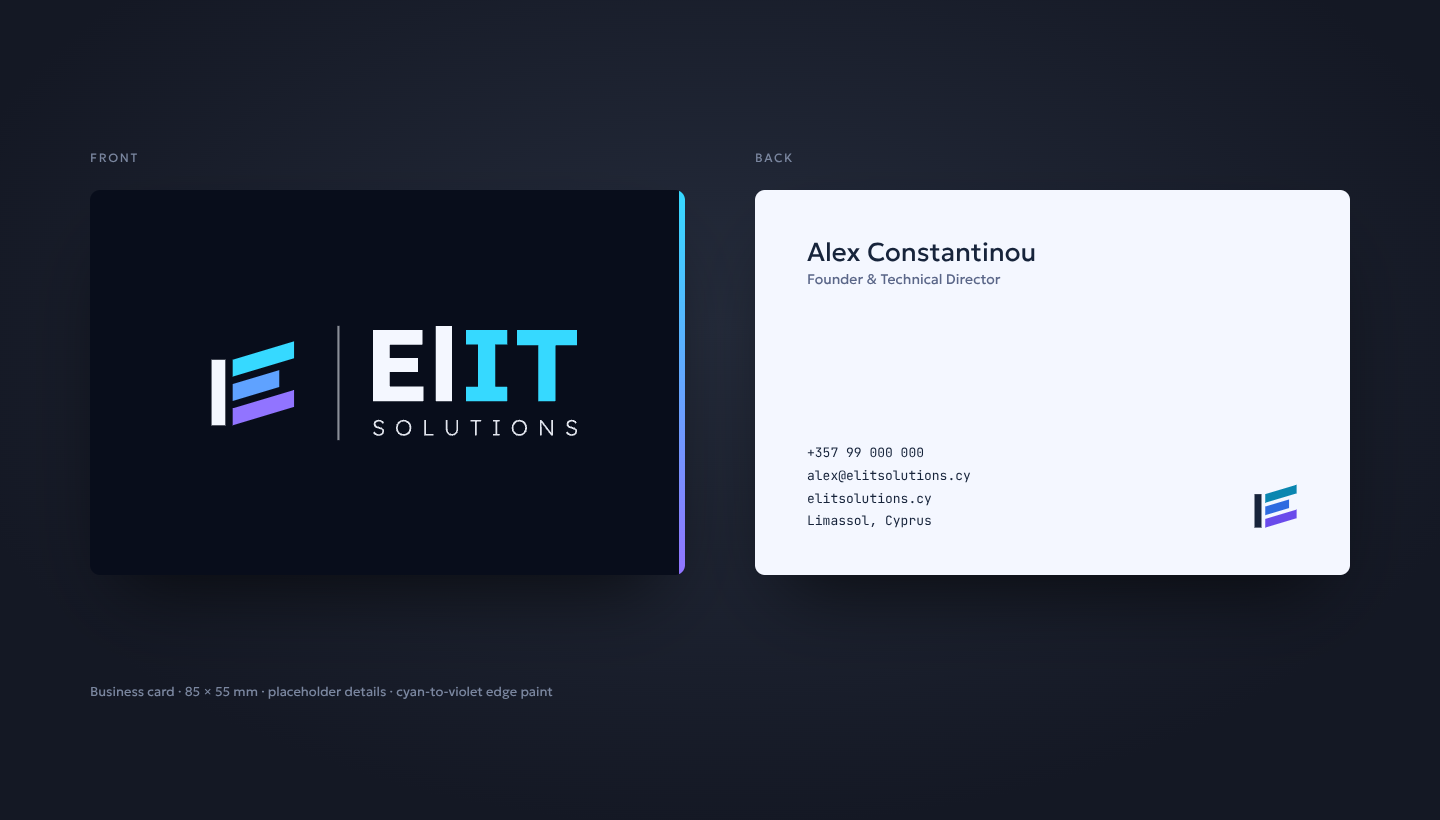 FRONT
BACK
ElIT
SOLUTIONS
Alex Constantinou
Founder & Technical Director
+357 99 000 000
alex@elitsolutions.cy
elitsolutions.cy
Limassol, Cyprus
Business card · 85 × 55 mm · placeholder details · cyan-to-violet edge paint